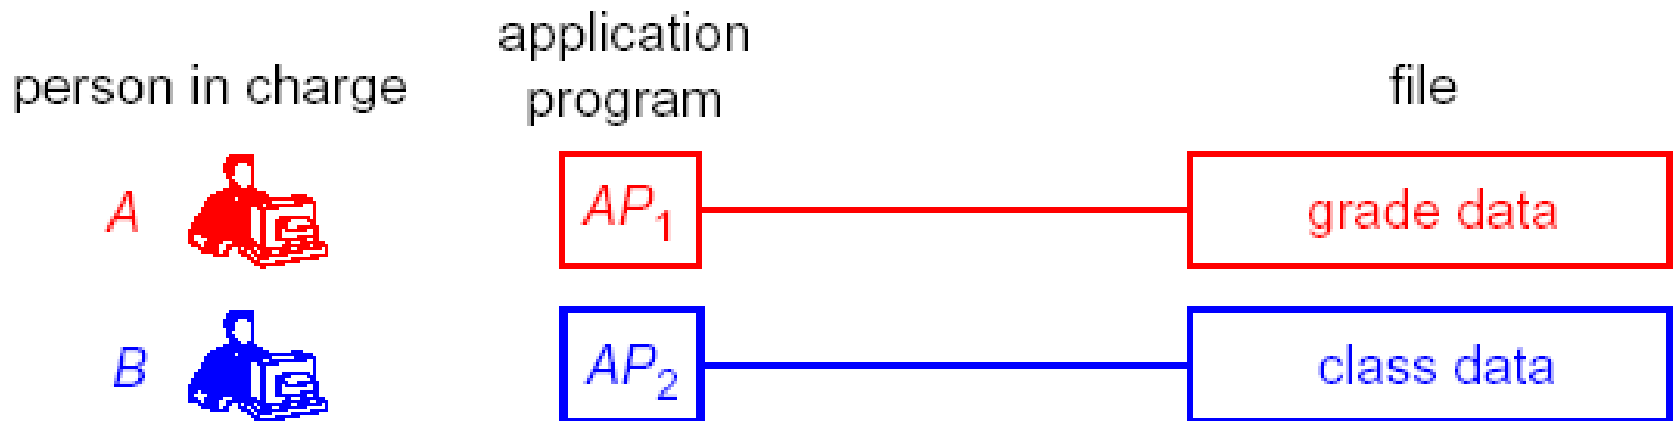 application
person in charge program file
A AP1 grade data
B AP2 class data